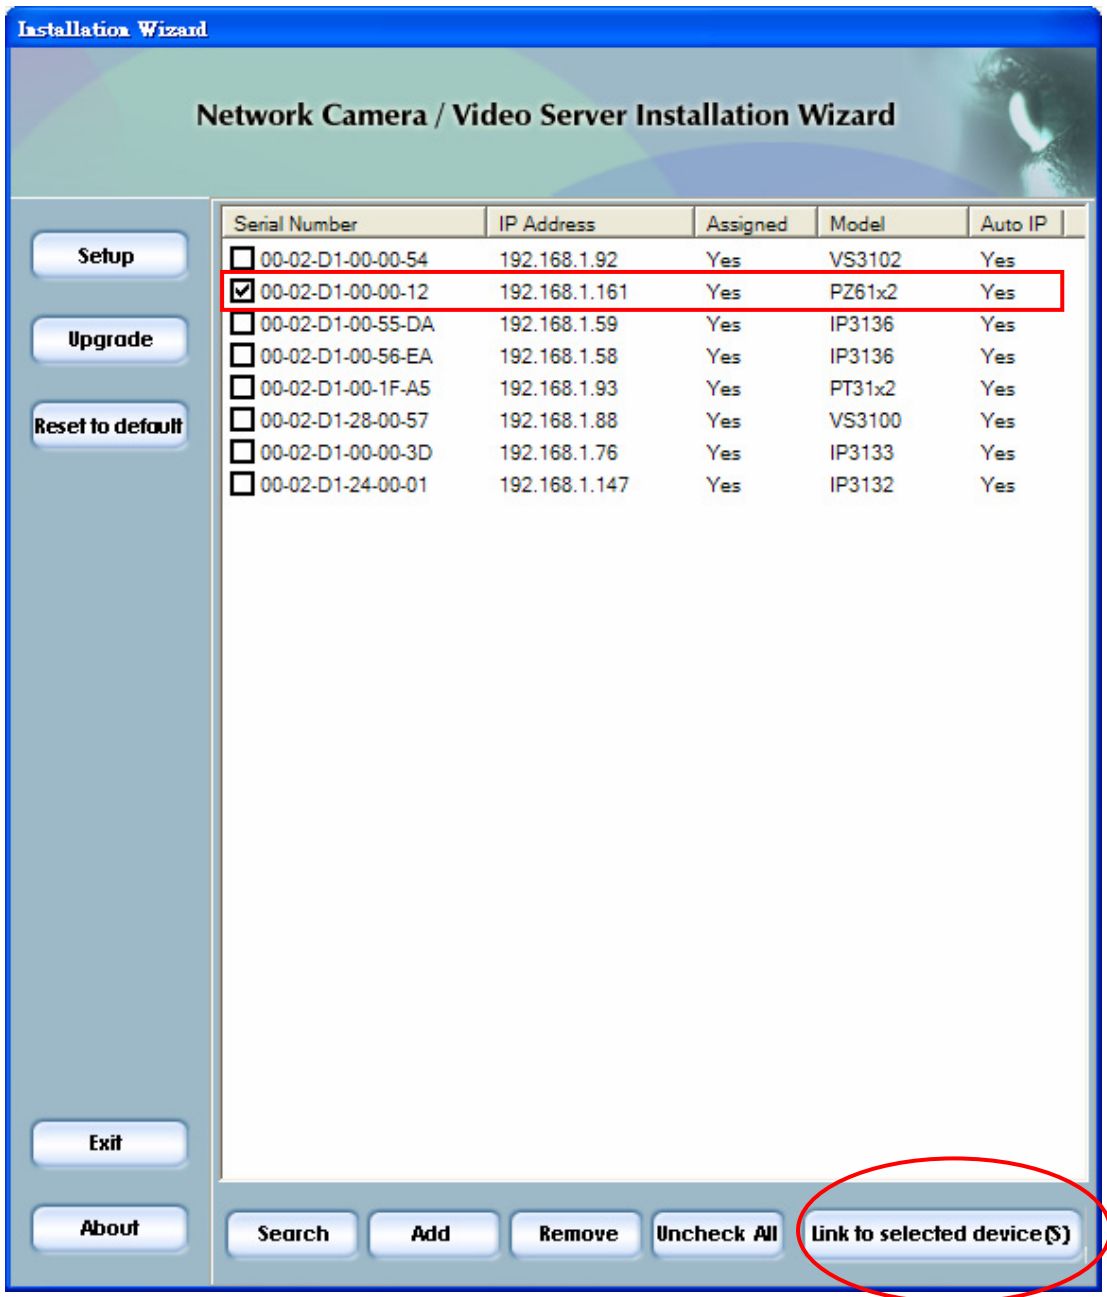 Installation Wizard
Network Camera / Video Server Installation Wizard
Serial Number IP Address Assigned Model Auto IP
00-02-D1-00-00-54 192.168.1.92 Yes VS3102 Yes
00-02-D1-00-00-12 192.168.1.161 Yes PZ61x2 Yes
00-02-D1-00-55-DA 192.168.1.59 Yes IP3136 Yes
00-02-D1-00-56-EA 192.168.1.58 Yes IP3136 Yes
00-02-D1-00-1F-A5 192.168.1.93 Yes PT31x2 Yes
00-02-D1-28-00-57 192.168.1.88 Yes VS3100 Yes
00-02-D1-00-00-3D 192.168.1.76 Yes IP3133 Yes
00-02-D1-24-00-01 192.168.1.147 Yes IP3132 Yes
Setup
Upgrade
Reset to default
Exit
About
Search Add Remove Uncheck All Link to selected device(S)